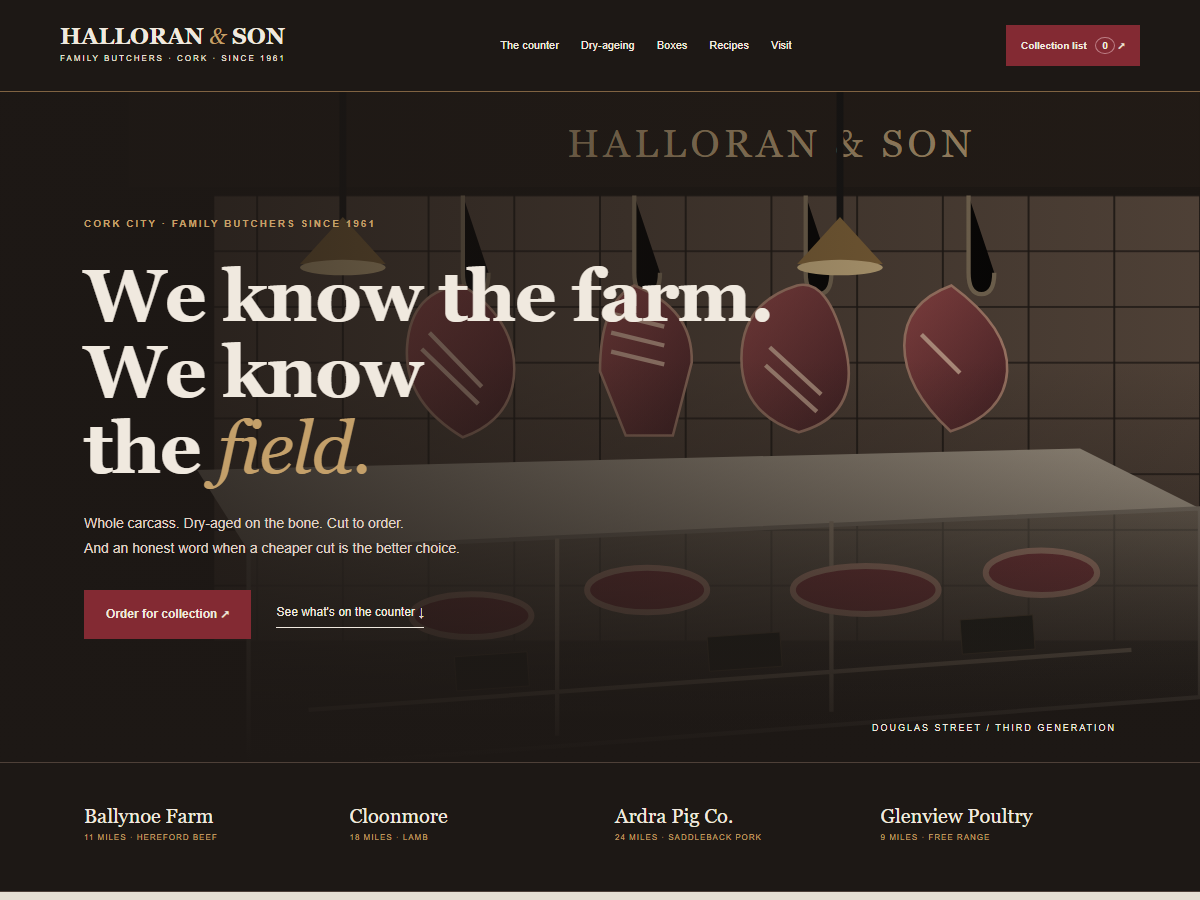 HALLORAN & SON
FAMILY BUTCHERS · CORK · SINCE 1961
The counter
Dry-ageing
Boxes
Recipes
Visit
Collection list 0 ↗
HALLORAN & SON
CORK CITY · FAMILY BUTCHERS SINCE 1961
We know the farm.
We know
the field.
Whole carcass. Dry-aged on the bone. Cut to order.
And an honest word when a cheaper cut is the better choice.
Order for collection ↗
See what's on the counter ↓
DOUGLAS STREET / THIRD GENERATION
Ballynoe Farm
11 MILES · HEREFORD BEEF
Cloonmore
18 MILES · LAMB
Ardra Pig Co.
24 MILES · SADDLEBACK PORK
Glenview Poultry
9 MILES · FREE RANGE